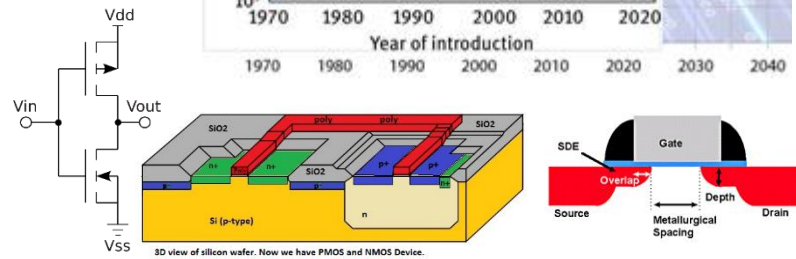 1970 1980 1990 2000 2010 2020
Year of introduction
1970 1980 1990 2000 2010 2020 2030 2040
Vdd
Vin
Vout
Vss
SiO2
poly poly
SiO2
n+
n+
SiO2
p+
p+
n+
p-
p-
Si (p-type)
n
3D view of silicon wafer. Now we have PMOS and NMOS Device.
Gate
SDE
Overlap
Depth
Source
Metallurgical
Spacing
Drain